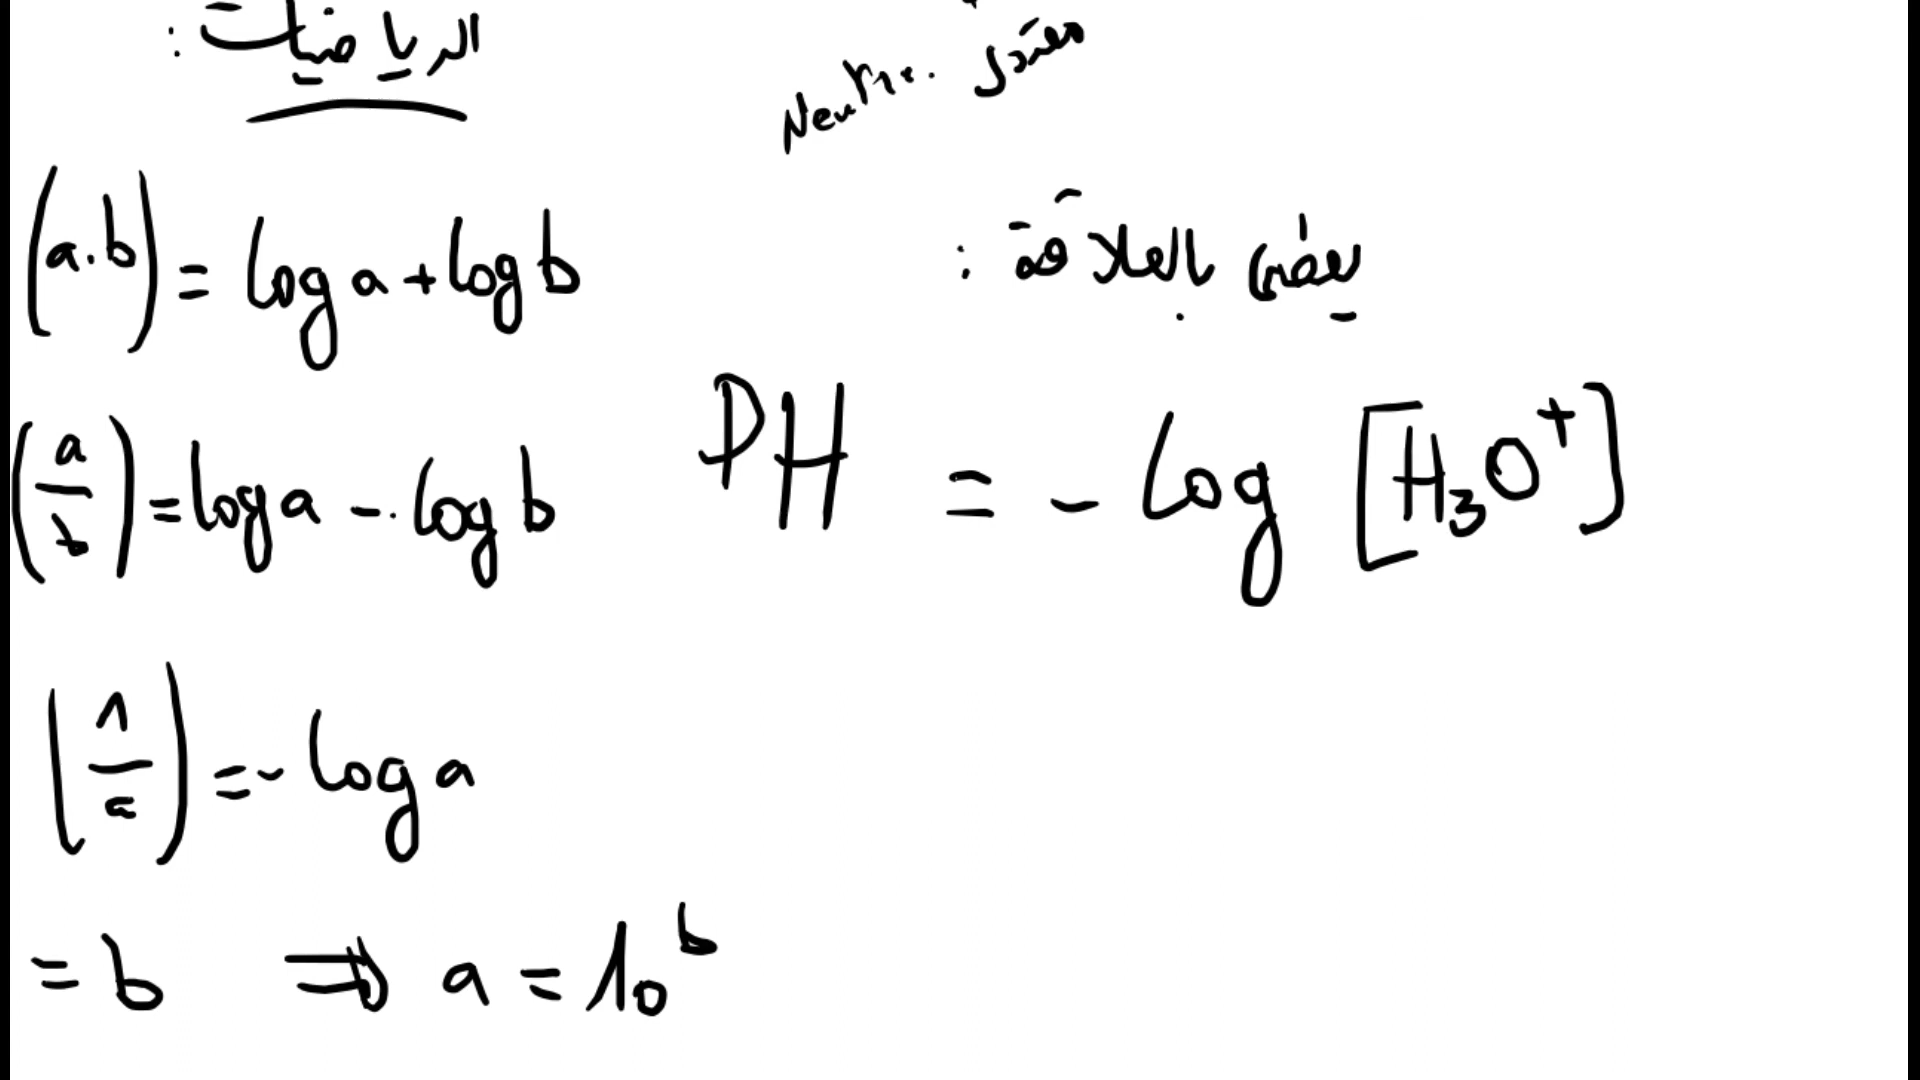 الرياضيات :
(a.b) = log a + log b
(a/b) = log a - log b
(1/a) = - log a
= b ⇒ a = 10^b
Neutre. معتدل
يعطى بالعلاقة :
PH = - log [H₃O⁺]